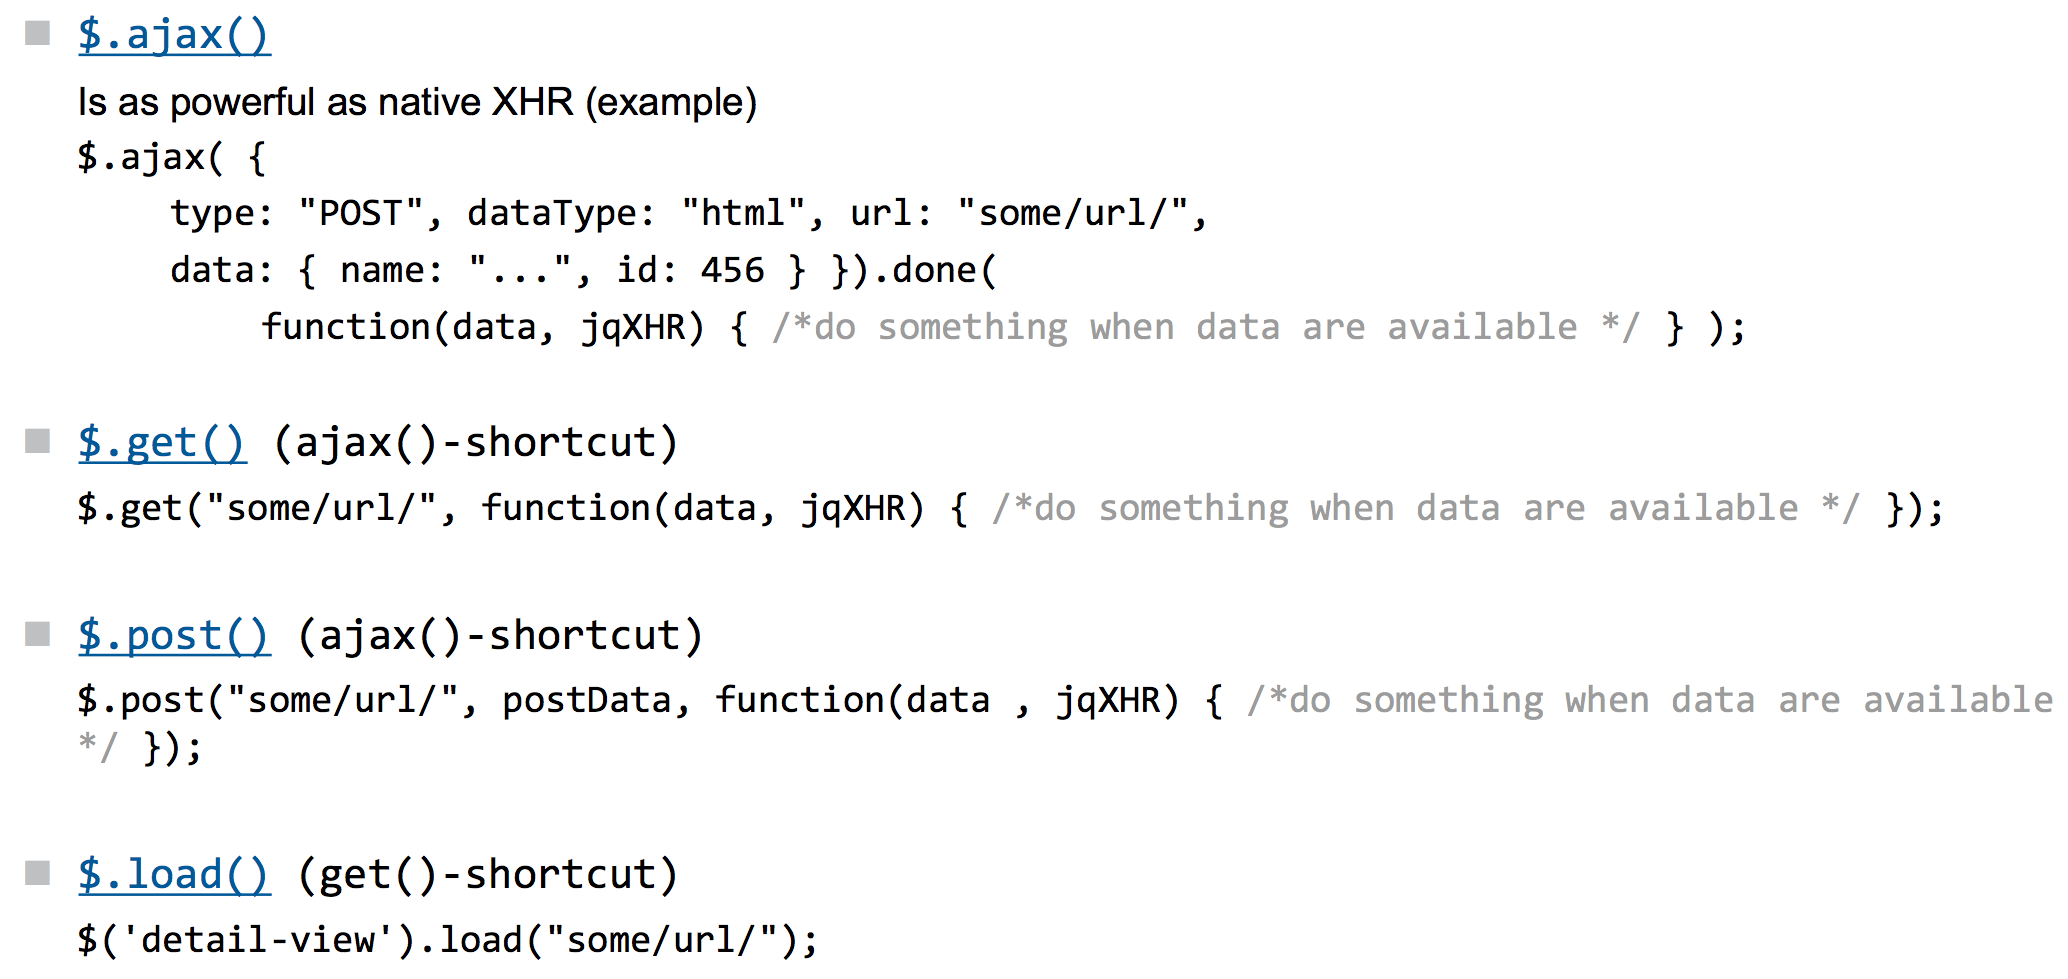 $.ajax()
Is as powerful as native XHR (example)
$.ajax( {
type: "POST", dataType: "html", url: "some/url/",
data: { name: "...", id: 456 } }).done(
function(data, jqXHR) { /*do something when data are available */ } );
$.get() (ajax()-shortcut)
$.get("some/url/", function(data, jqXHR) { /*do something when data are available */ });
$.post() (ajax()-shortcut)
$.post("some/url/", postData, function(data , jqXHR) { /*do something when data are available
*/ });
$.load() (get()-shortcut)
$('detail-view').load("some/url/");